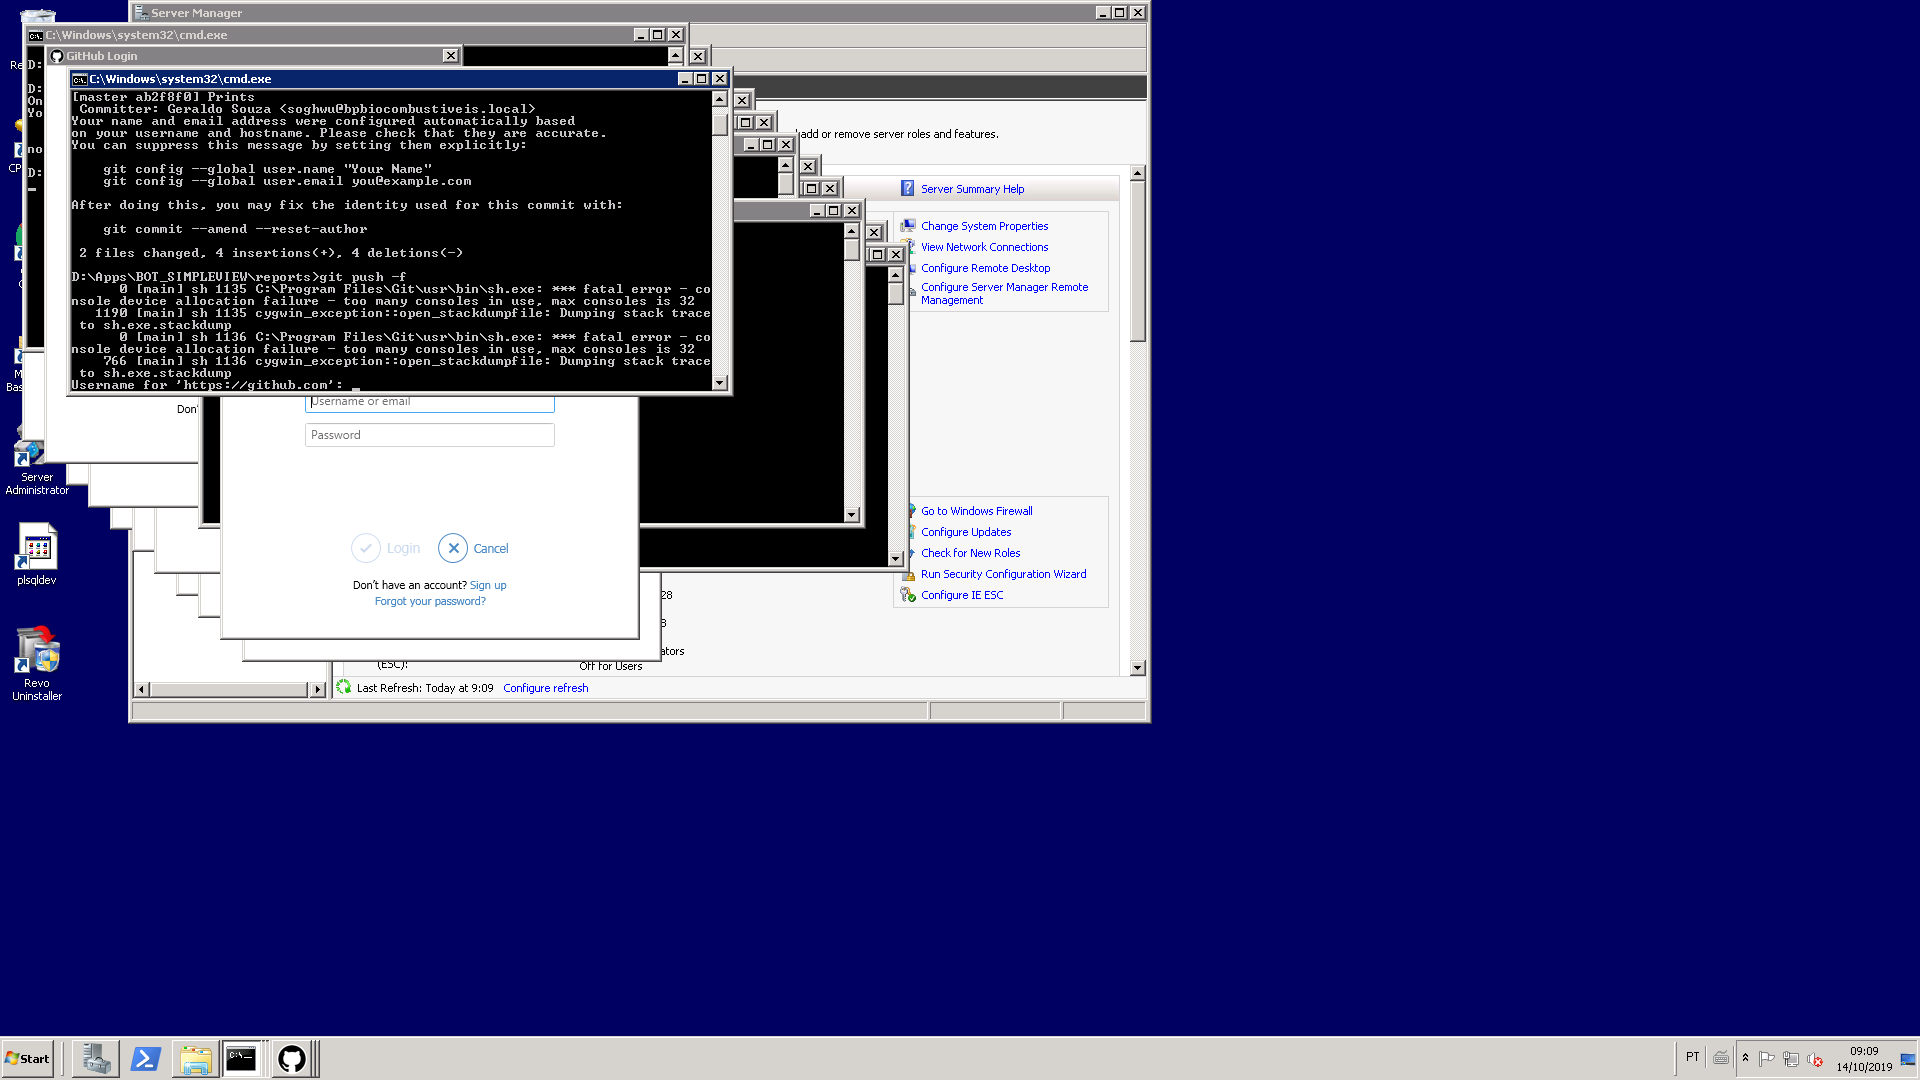 Server Manager
C:\Windows\system32\cmd.exe
GitHub Login
C:\Windows\system32\cmd.exe
[master ab2f8f0] Prints
Committer: Geraldo Souza <soghwu@bpbiocombustiveis.local>
Your name and email address were configured automatically based
on your username and hostname. Please check that they are accurate.
You can suppress this message by setting them explicitly:
git config --global user.name "Your Name"
git config --global user.email you@example.com
After doing this, you may fix the identity used for this commit with:
git commit --amend --reset-author
2 files changed, 4 insertions(+), 4 deletions(-)
D:\Apps\BOT_SIMPLEVIEW\reports>git push -f
0 [main] sh 1135 C:\Program Files\Git\usr\bin\sh.exe: *** fatal error - co
nsole device allocation failure - too many consoles in use, max consoles is 32
1190 [main] sh 1135 cygwin_exception::open_stackdumpfile: Dumping stack trace
to sh.exe.stackdump
0 [main] sh 1136 C:\Program Files\Git\usr\bin\sh.exe: *** fatal error - co
nsole device allocation failure - too many consoles in use, max consoles is 32
766 [main] sh 1136 cygwin_exception::open_stackdumpfile: Dumping stack trace
to sh.exe.stackdump
Username for 'https://github.com':
add or remove server roles and features.
Server Summary Help
Change System Properties
View Network Connections
Configure Remote Desktop
Configure Server Manager Remote
Management
Username or email
Password
Login
Cancel
Don't have an account? Sign up
Forgot your password?
Go to Windows Firewall
Configure Updates
Check for New Roles
Run Security Configuration Wizard
Configure IE ESC
(ESC):
Off for Users
Last Refresh: Today at 9:09 Configure refresh
Server
Administrator
plsqldev
Revo
Uninstaller
Start
PT
09:09
14/10/2019